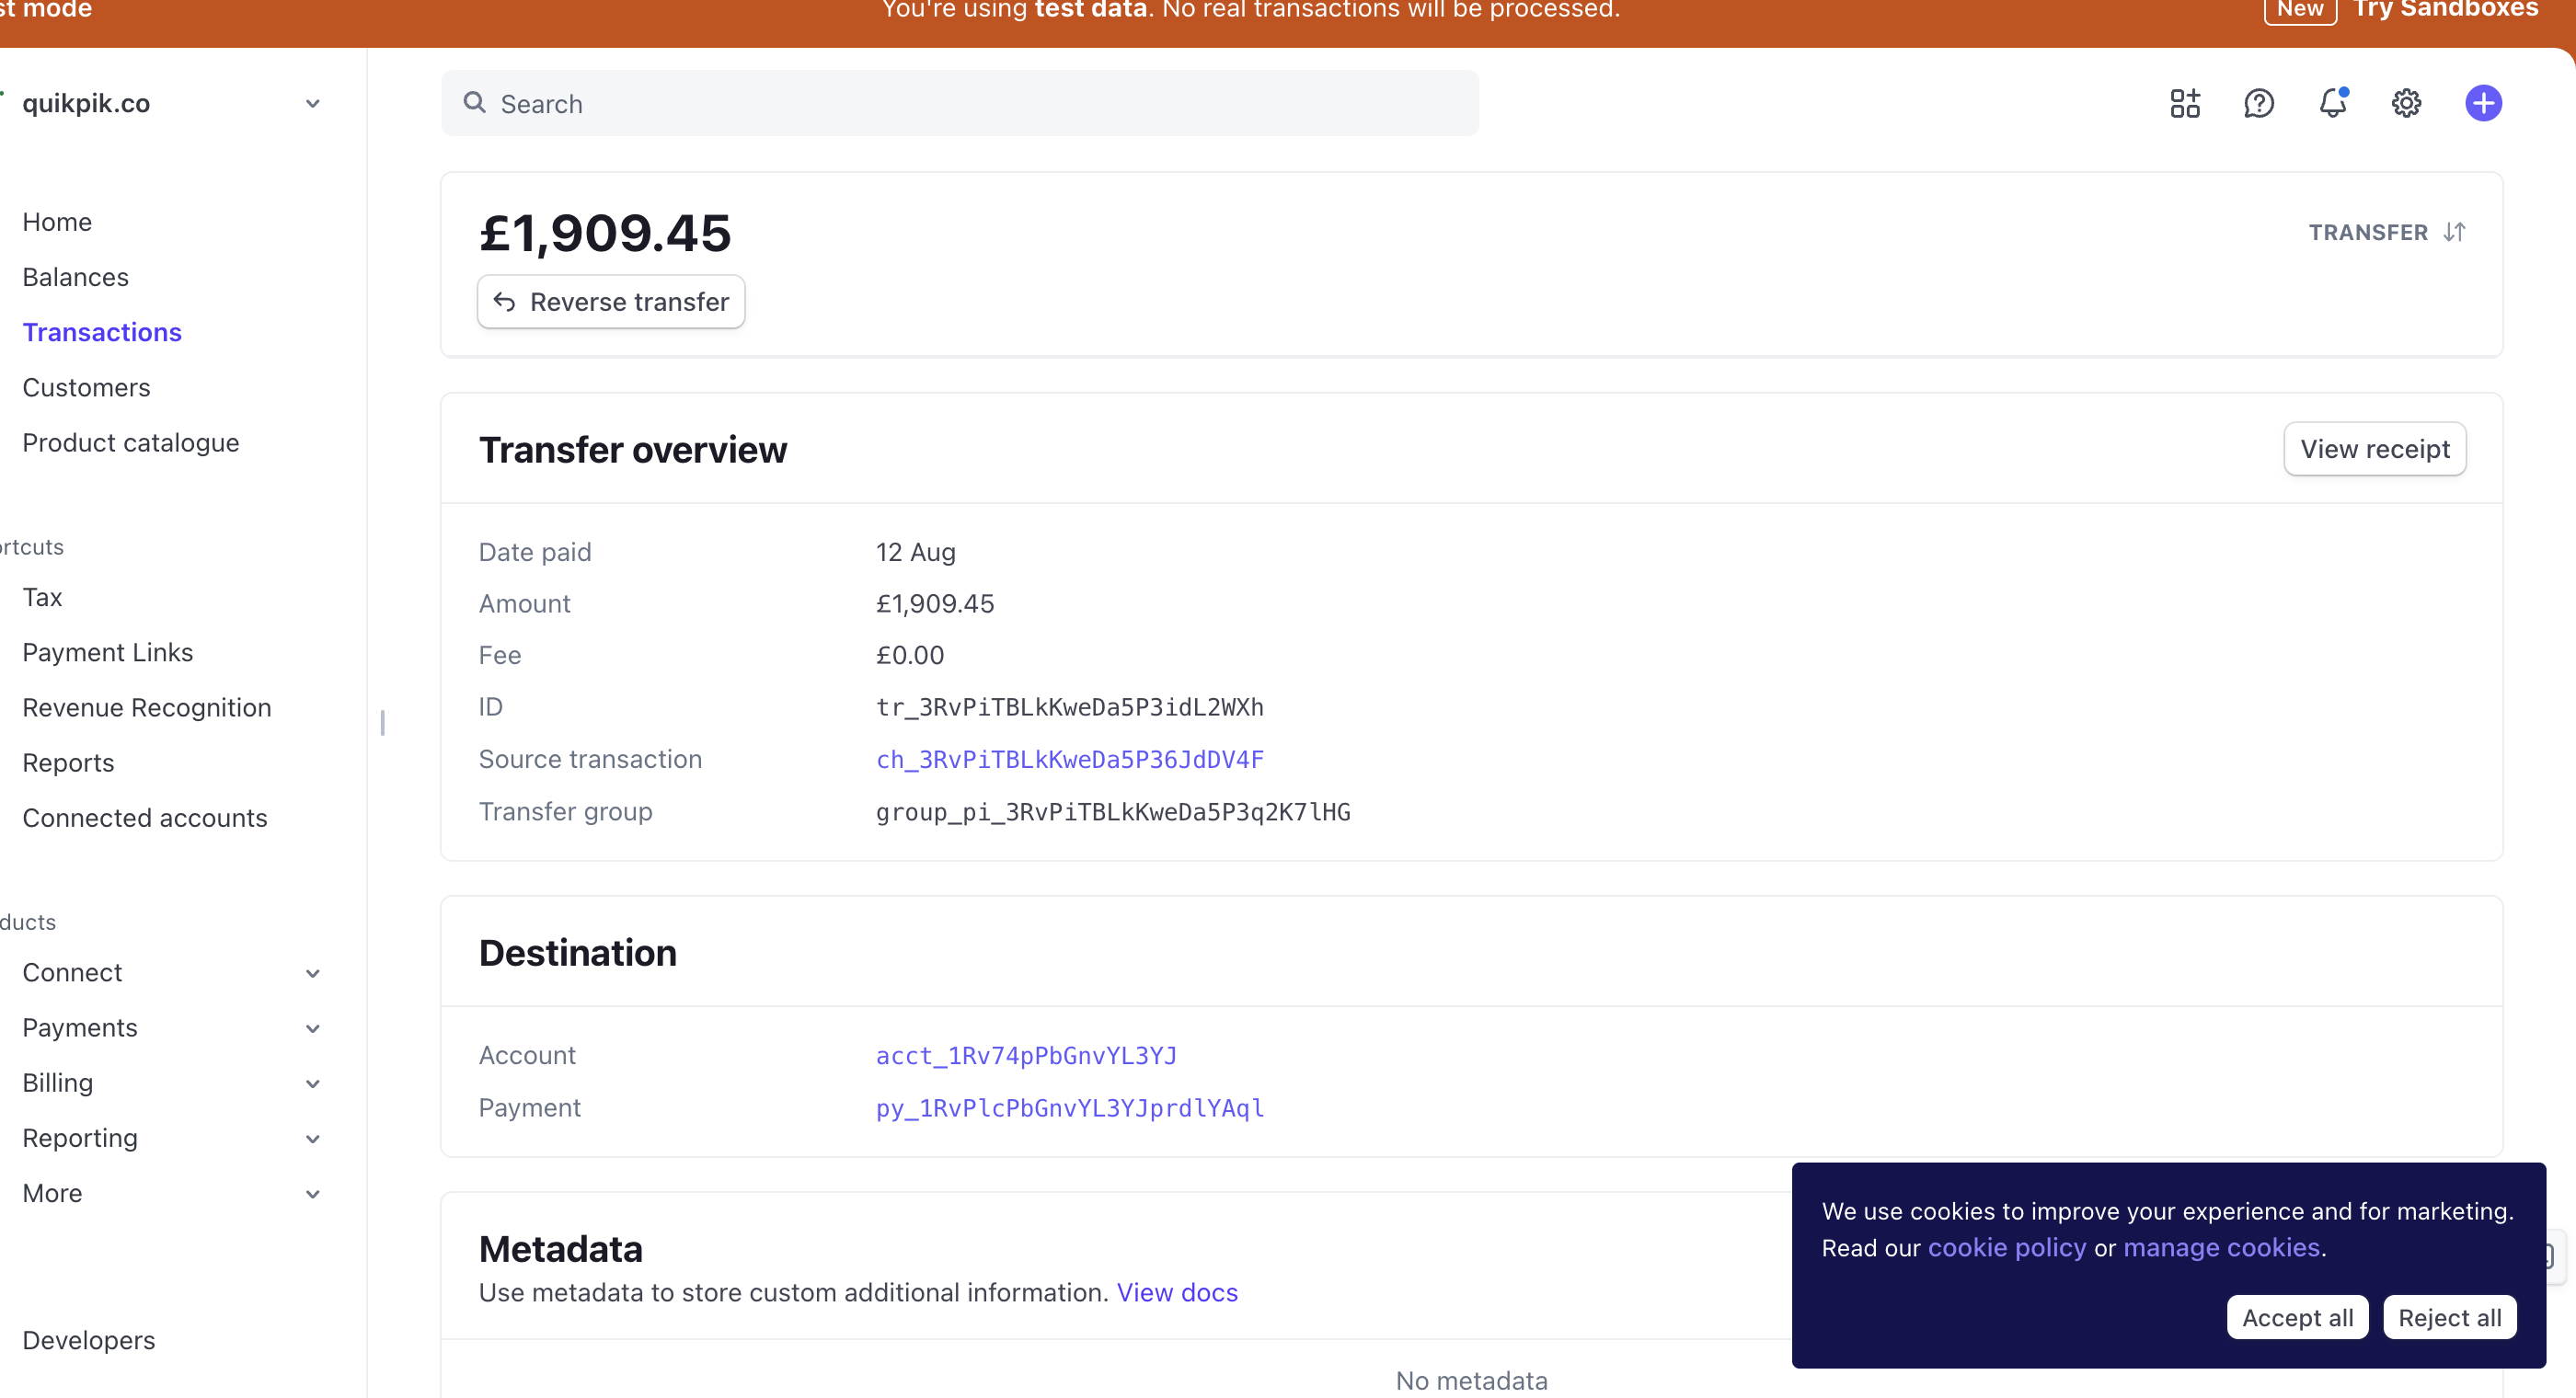 st mode
You're using test data. No real transactions will be processed.
New Try Sandboxes
quikpik.co
Search
Home
Balances
Transactions
Customers
Product catalogue
ortcuts
Tax
Payment Links
Revenue Recognition
Reports
Connected accounts
ducts
Connect
Payments
Billing
Reporting
More
Developers
£1,909.45
TRANSFER
Reverse transfer
Transfer overview
View receipt
Date paid 12 Aug
Amount £1,909.45
Fee £0.00
ID tr_3RvPiTBLkKweDa5P3idL2WXh
Source transaction ch_3RvPiTBLkKweDa5P36JdDV4F
Transfer group group_pi_3RvPiTBLkKweDa5P3q2K7lHG
Destination
Account acct_1Rv74pPbGnvYL3YJ
Payment py_1RvPlcPbGnvYL3YJprdlYAql
Metadata
Use metadata to store custom additional information. View docs
No metadata
We use cookies to improve your experience and for marketing.
Read our cookie policy or manage cookies.
Accept all
Reject all